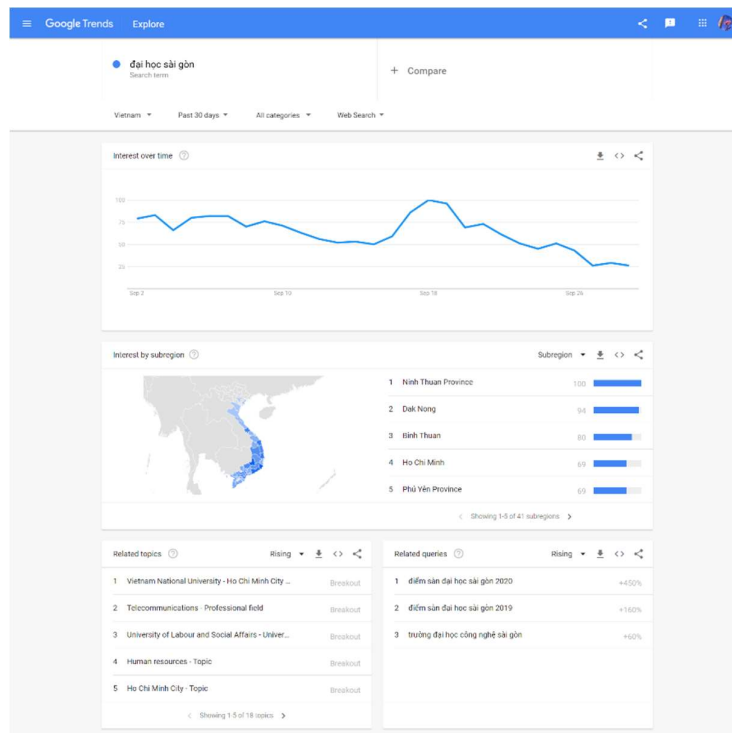 Google Trends Explore
đại học sài gòn
Search term
+ Compare
Vietnam Past 30 days All categories Web Search
Interest over time
100
75
50
25
Sep 2 Sep 10 Sep 18 Sep 26
Interest by subregion Subregion
1 Ninh Thuan Province 100
2 Dak Nong 94
3 Bình Thuan 80
4 Ho Chi Minh 69
5 Phú Yên Province 69
Showing 1-5 of 41 subregions
Related topics Rising
1 Vietnam National University - Ho Chi Minh City ... Breakout
2 Telecommunications - Professional field Breakout
3 University of Labour and Social Affairs - Univer... Breakout
4 Human resources - Topic Breakout
5 Ho Chi Minh City - Topic Breakout
Showing 1-5 of 18 topics
Related queries Rising
1 điểm sàn đại học sài gòn 2020 +450%
2 điểm sàn đại học sài gòn 2019 +160%
3 trường đại học công nghệ sài gòn +60%